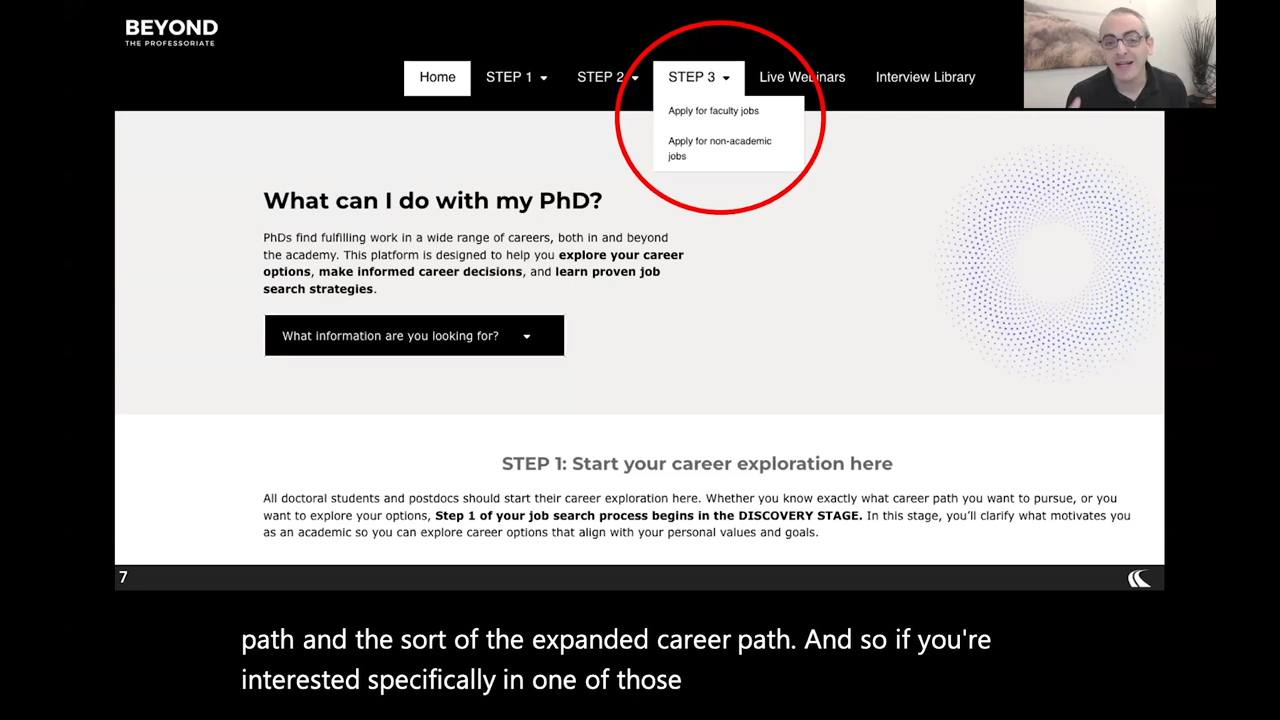 BEYOND
THE PROFESSORIATE
Home STEP 1 STEP 2 STEP 3 Live Webinars Interview Library
Apply for faculty jobs
Apply for non-academic
jobs
What can I do with my PhD?
PhDs find fulfilling work in a wide range of careers, both in and beyond
the academy. This platform is designed to help you explore your career
options, make informed career decisions, and learn proven job
search strategies.
What information are you looking for?
STEP 1: Start your career exploration here
All doctoral students and postdocs should start their career exploration here. Whether you know exactly what career path you want to pursue, or you
want to explore your options, Step 1 of your job search process begins in the DISCOVERY STAGE. In this stage, you’ll clarify what motivates you
as an academic so you can explore career options that align with your personal values and goals.
7
path and the sort of the expanded career path. And so if you're
interested specifically in one of those